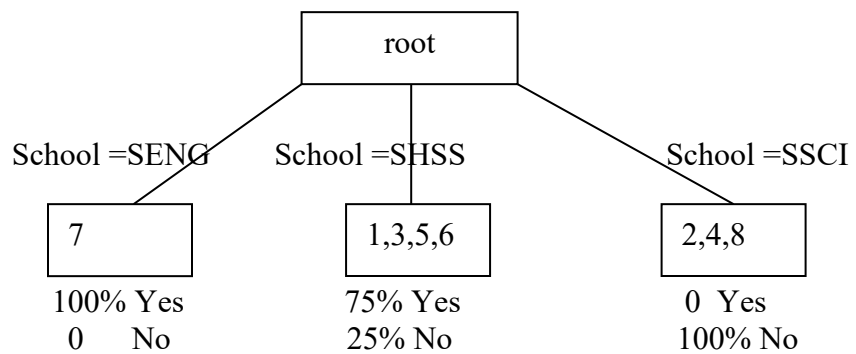 root
School =SENG School =SHSS School =SSCI
7 1,3,5,6 2,4,8
100% Yes 75% Yes 0 Yes
0 No 25% No 100% No